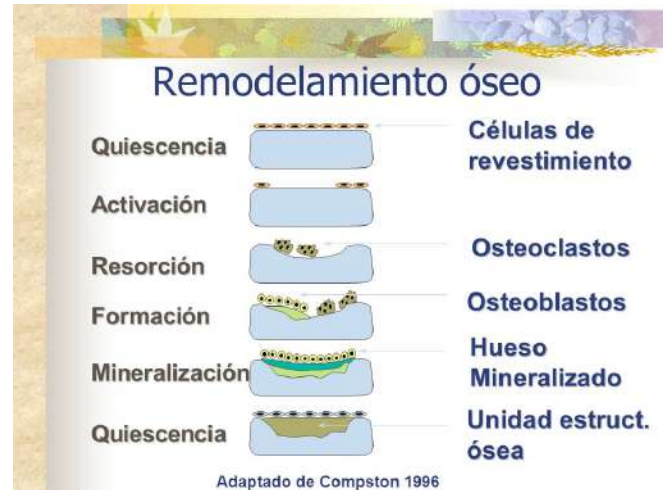 Remodelamiento óseo
Quiescencia
Células de
revestimiento
Activación
Resorción
Osteoclastos
Formación
Osteoblastos
Mineralización
Hueso
Mineralizado
Quiescencia
Unidad estruct.
ósea
Adaptado de Compston 1996